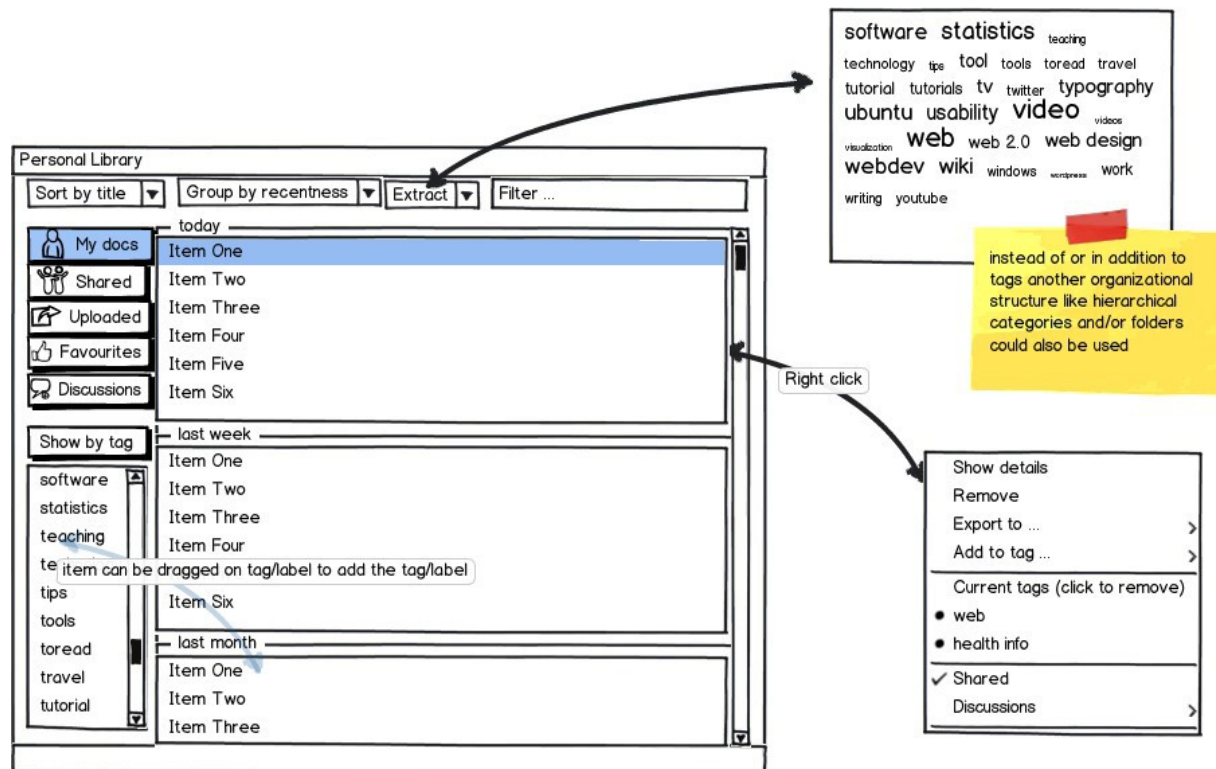 software statistics teaching
technology tips tool tools toread travel
tutorial tutorials tv twitter typography
ubuntu usability video videos
visualization web web 2.0 web design
webdev wiki windows wordpress work
writing youtube
instead of or in addition to
tags another organizational
structure like hierarchical
categories and/or folders
could also be used
Personal Library
Sort by title Group by recentness Extract Filter ...
My docs
Shared
Uploaded
Favourites
Discussions
Show by tag
software
statistics
teaching
tips
tools
toread
travel
tutorial
today
Item One
Item Two
Item Three
Item Four
Item Five
Item Six
last week
Item One
Item Two
Item Three
Item Four
item can be dragged on tag/label to add the tag/label
Item Six
last month
Item One
Item Two
Item Three
Right click
Show details
Remove
Export to ...
Add to tag ...
Current tags (click to remove)
web
health info
Shared
Discussions